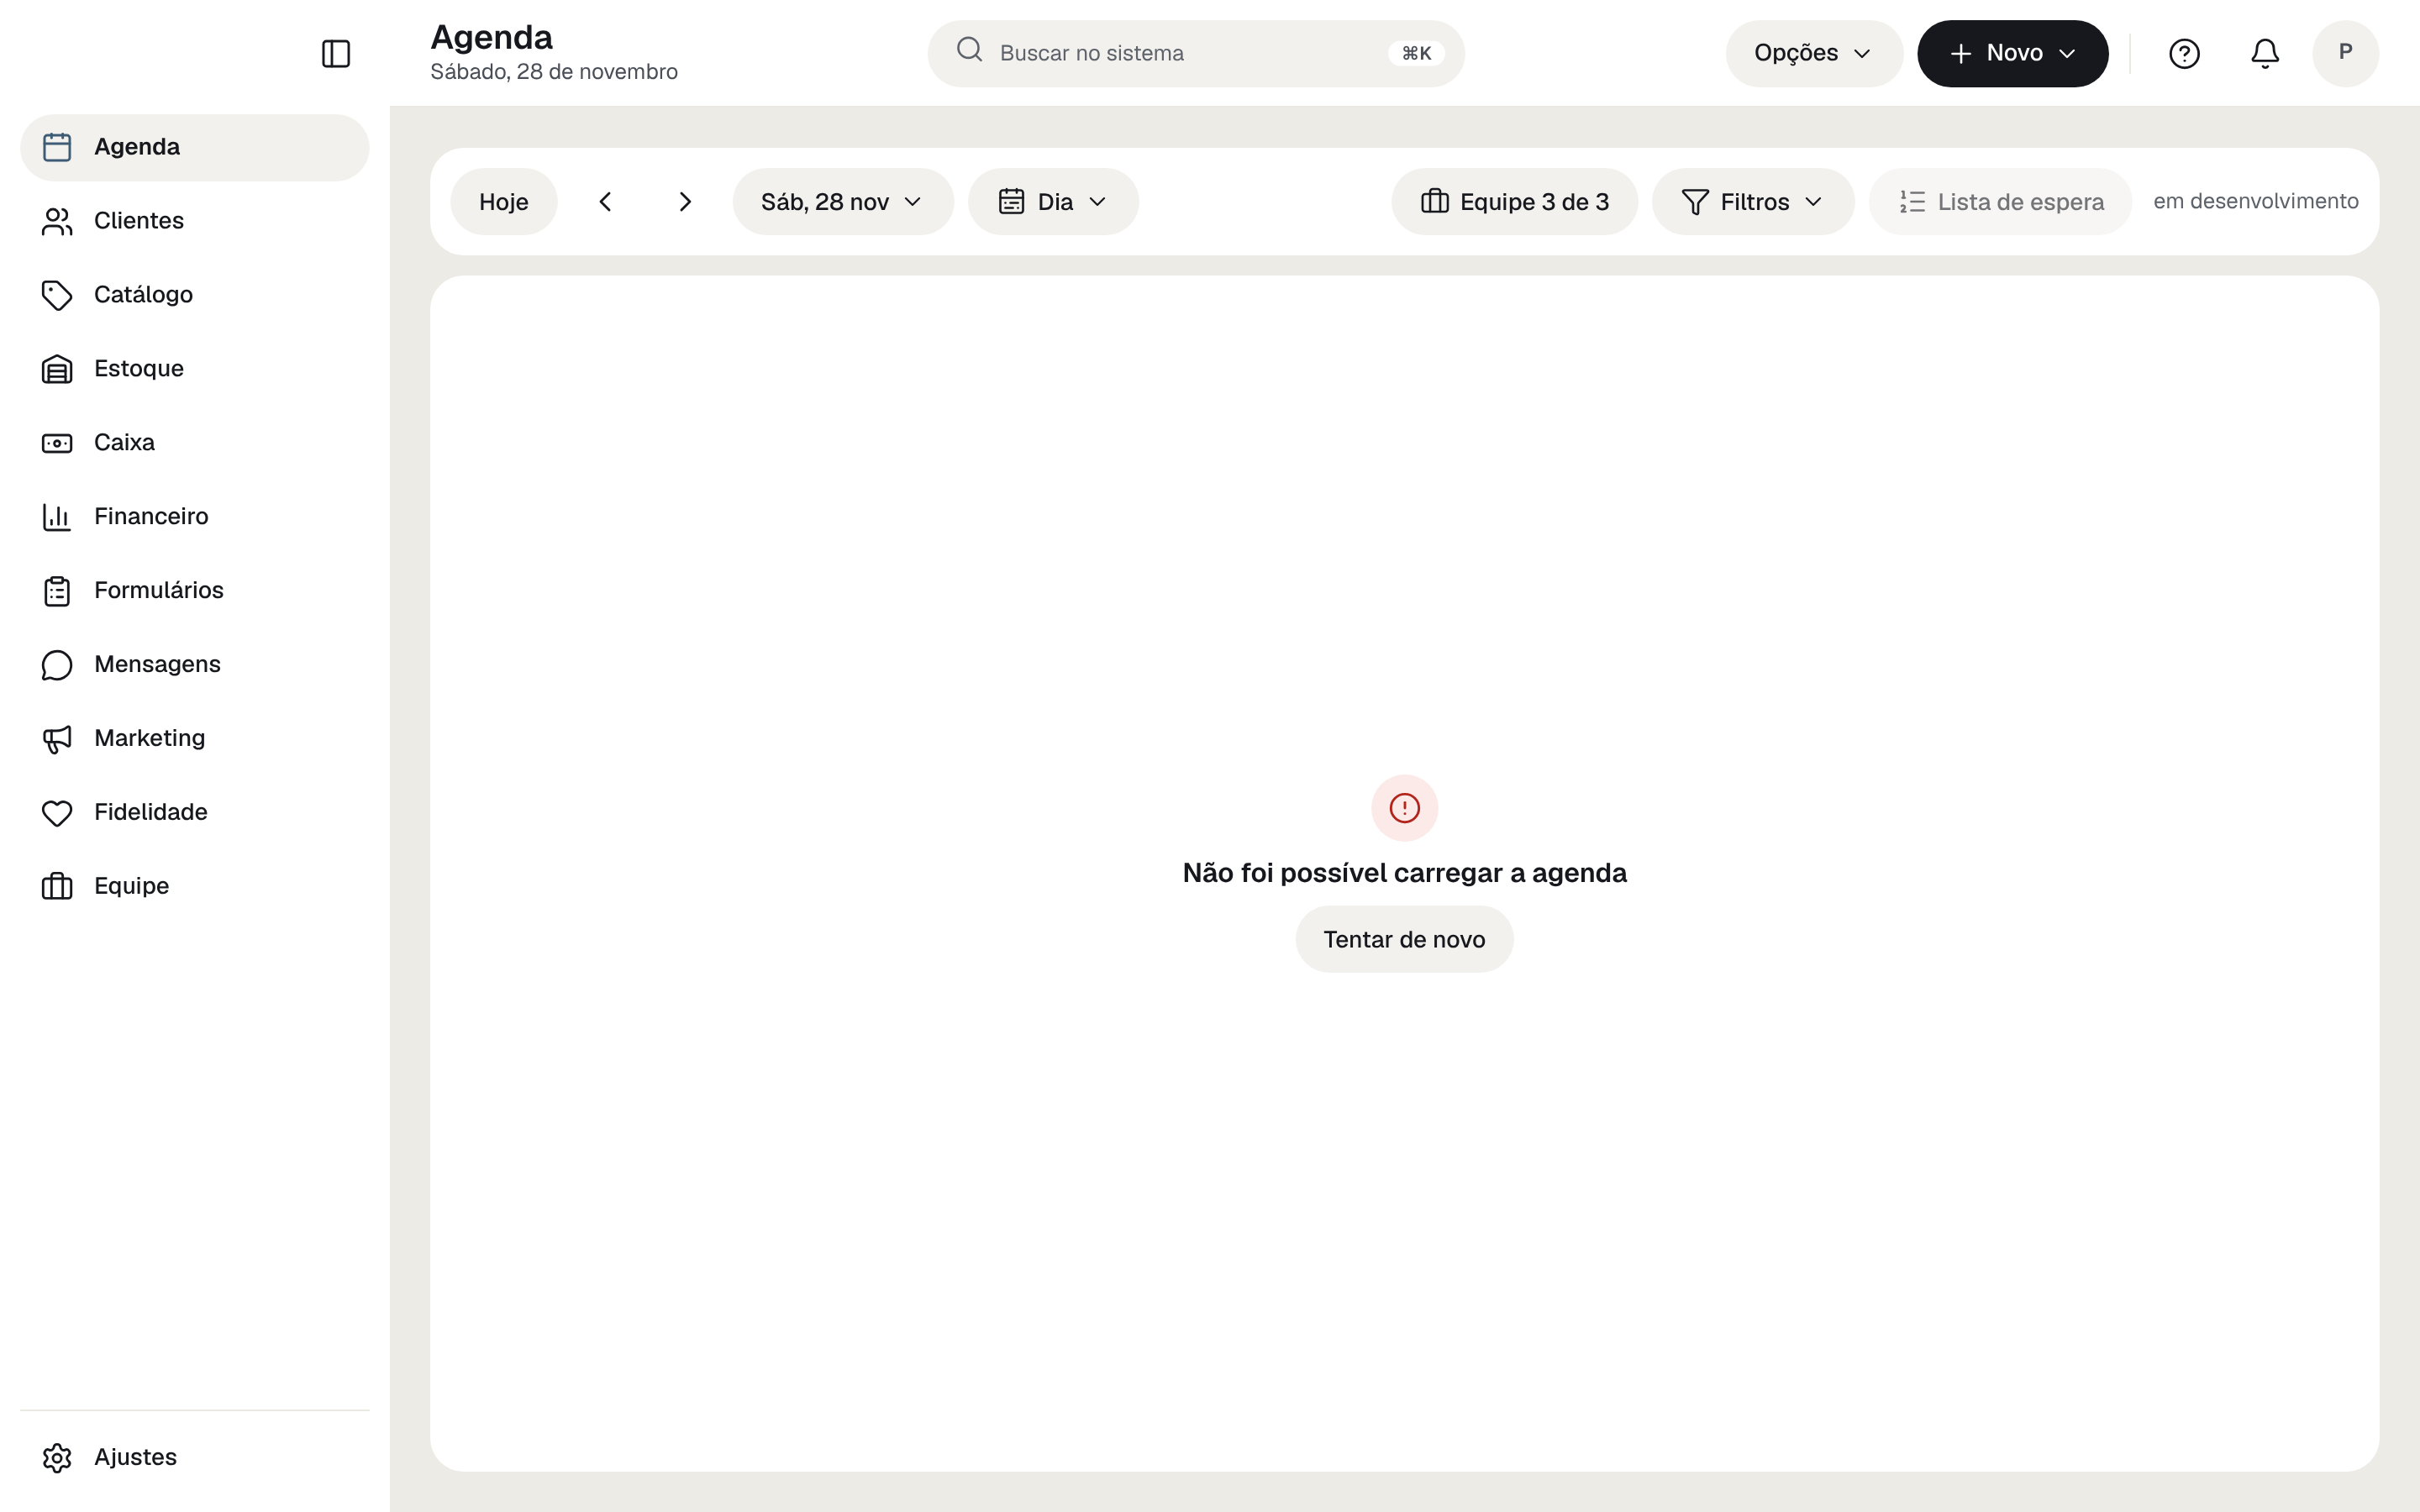 Agenda
Sábado, 28 de novembro
Buscar no sistema
⌘K
Opções
Novo
P
Agenda
Clientes
Catálogo
Estoque
Caixa
Financeiro
Formulários
Mensagens
Marketing
Fidelidade
Equipe
Ajustes
Hoje
Sáb, 28 nov
Dia
Equipe 3 de 3
Filtros
Lista de espera
em desenvolvimento
Não foi possível carregar a agenda
Tentar de novo